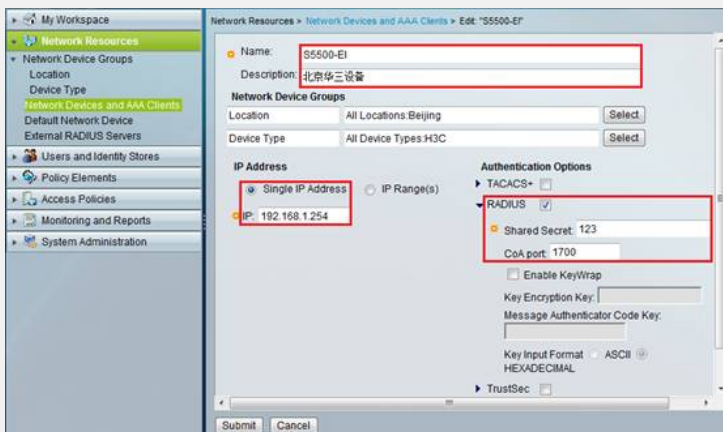 My Workspace
Network Resources
Network Device Groups
Location
Device Type
Network Devices and AAA Clients
Default Network Device
External RADIUS Servers
Users and Identity Stores
Policy Elements
Access Policies
Monitoring and Reports
System Administration
Network Resources > Network Devices and AAA Clients > Edit: "S5500-EI"
Name: S5500-EI
Description: 北京华三设备
Network Device Groups
Location All Locations:Beijing Select
Device Type All Device Types:H3C Select
IP Address
Single IP Address IP Range(s)
IP: 192.168.1.254
Authentication Options
TACACS+
RADIUS
Shared Secret: 123
CoA port: 1700
Enable KeyWrap
Key Encryption Key:
Message Authenticator Code Key:
Key Input Format ASCII
HEXADECIMAL
TrustSec
Submit Cancel